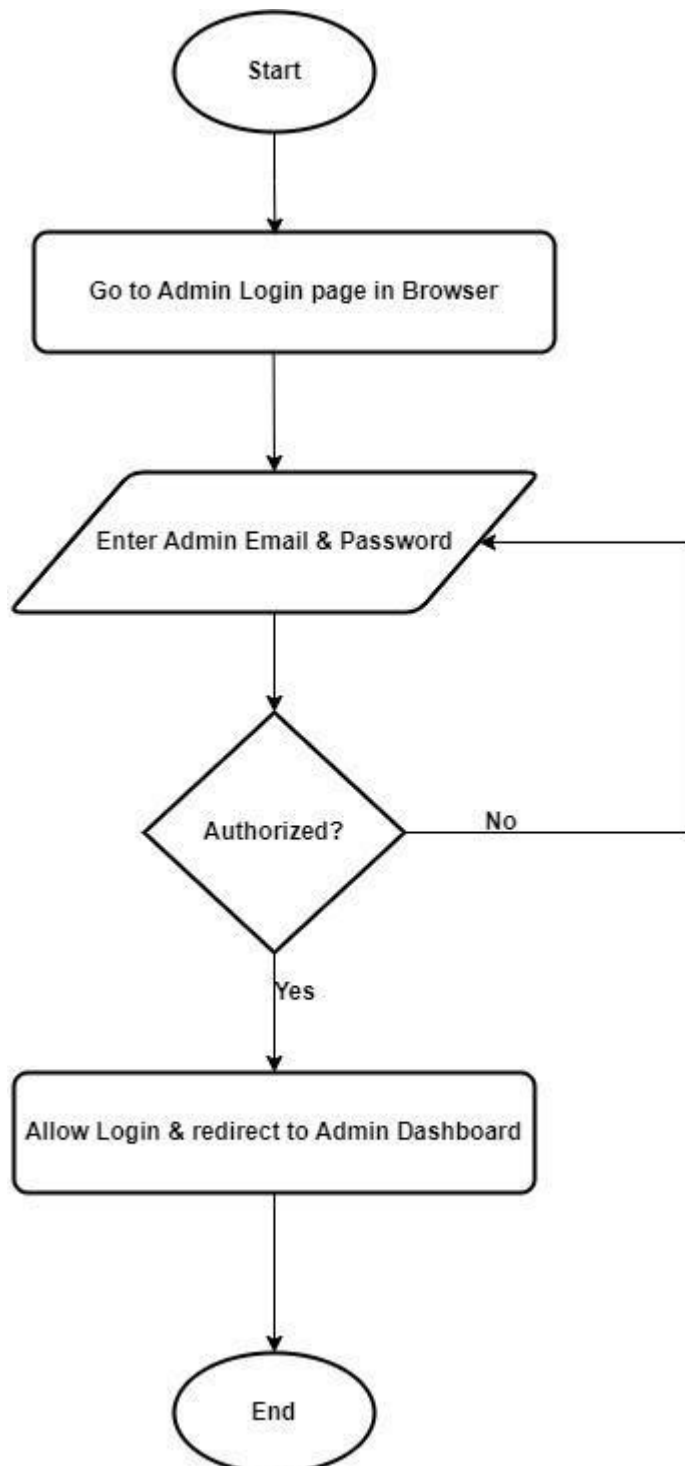 Start
Go to Admin Login page in Browser
Enter Admin Email & Password
Authorized?
No
Yes
Allow Login & redirect to Admin Dashboard
End